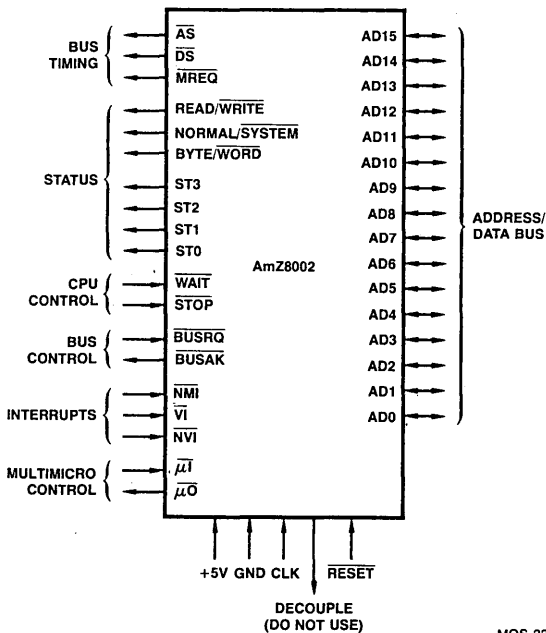 BUS
TIMING
AS
DS
MREQ
STATUS
READ/WRITE
NORMAL/SYSTEM
BYTE/WORD
ST3
ST2
ST1
ST0
CPU
CONTROL
WAIT
STOP
BUS
CONTROL
BUSRQ
BUSAK
INTERRUPTS
NMI
VI
NVI
MULTIMICRO
CONTROL
μI
μO
AmZ8002
AD15
AD14
AD13
AD12
AD11
AD10
AD9
AD8
AD7
AD6
AD5
AD4
AD3
AD2
AD1
AD0
ADDRESS/
DATA BUS
+5V GND CLK RESET
DECOUPLE
(DO NOT USE)